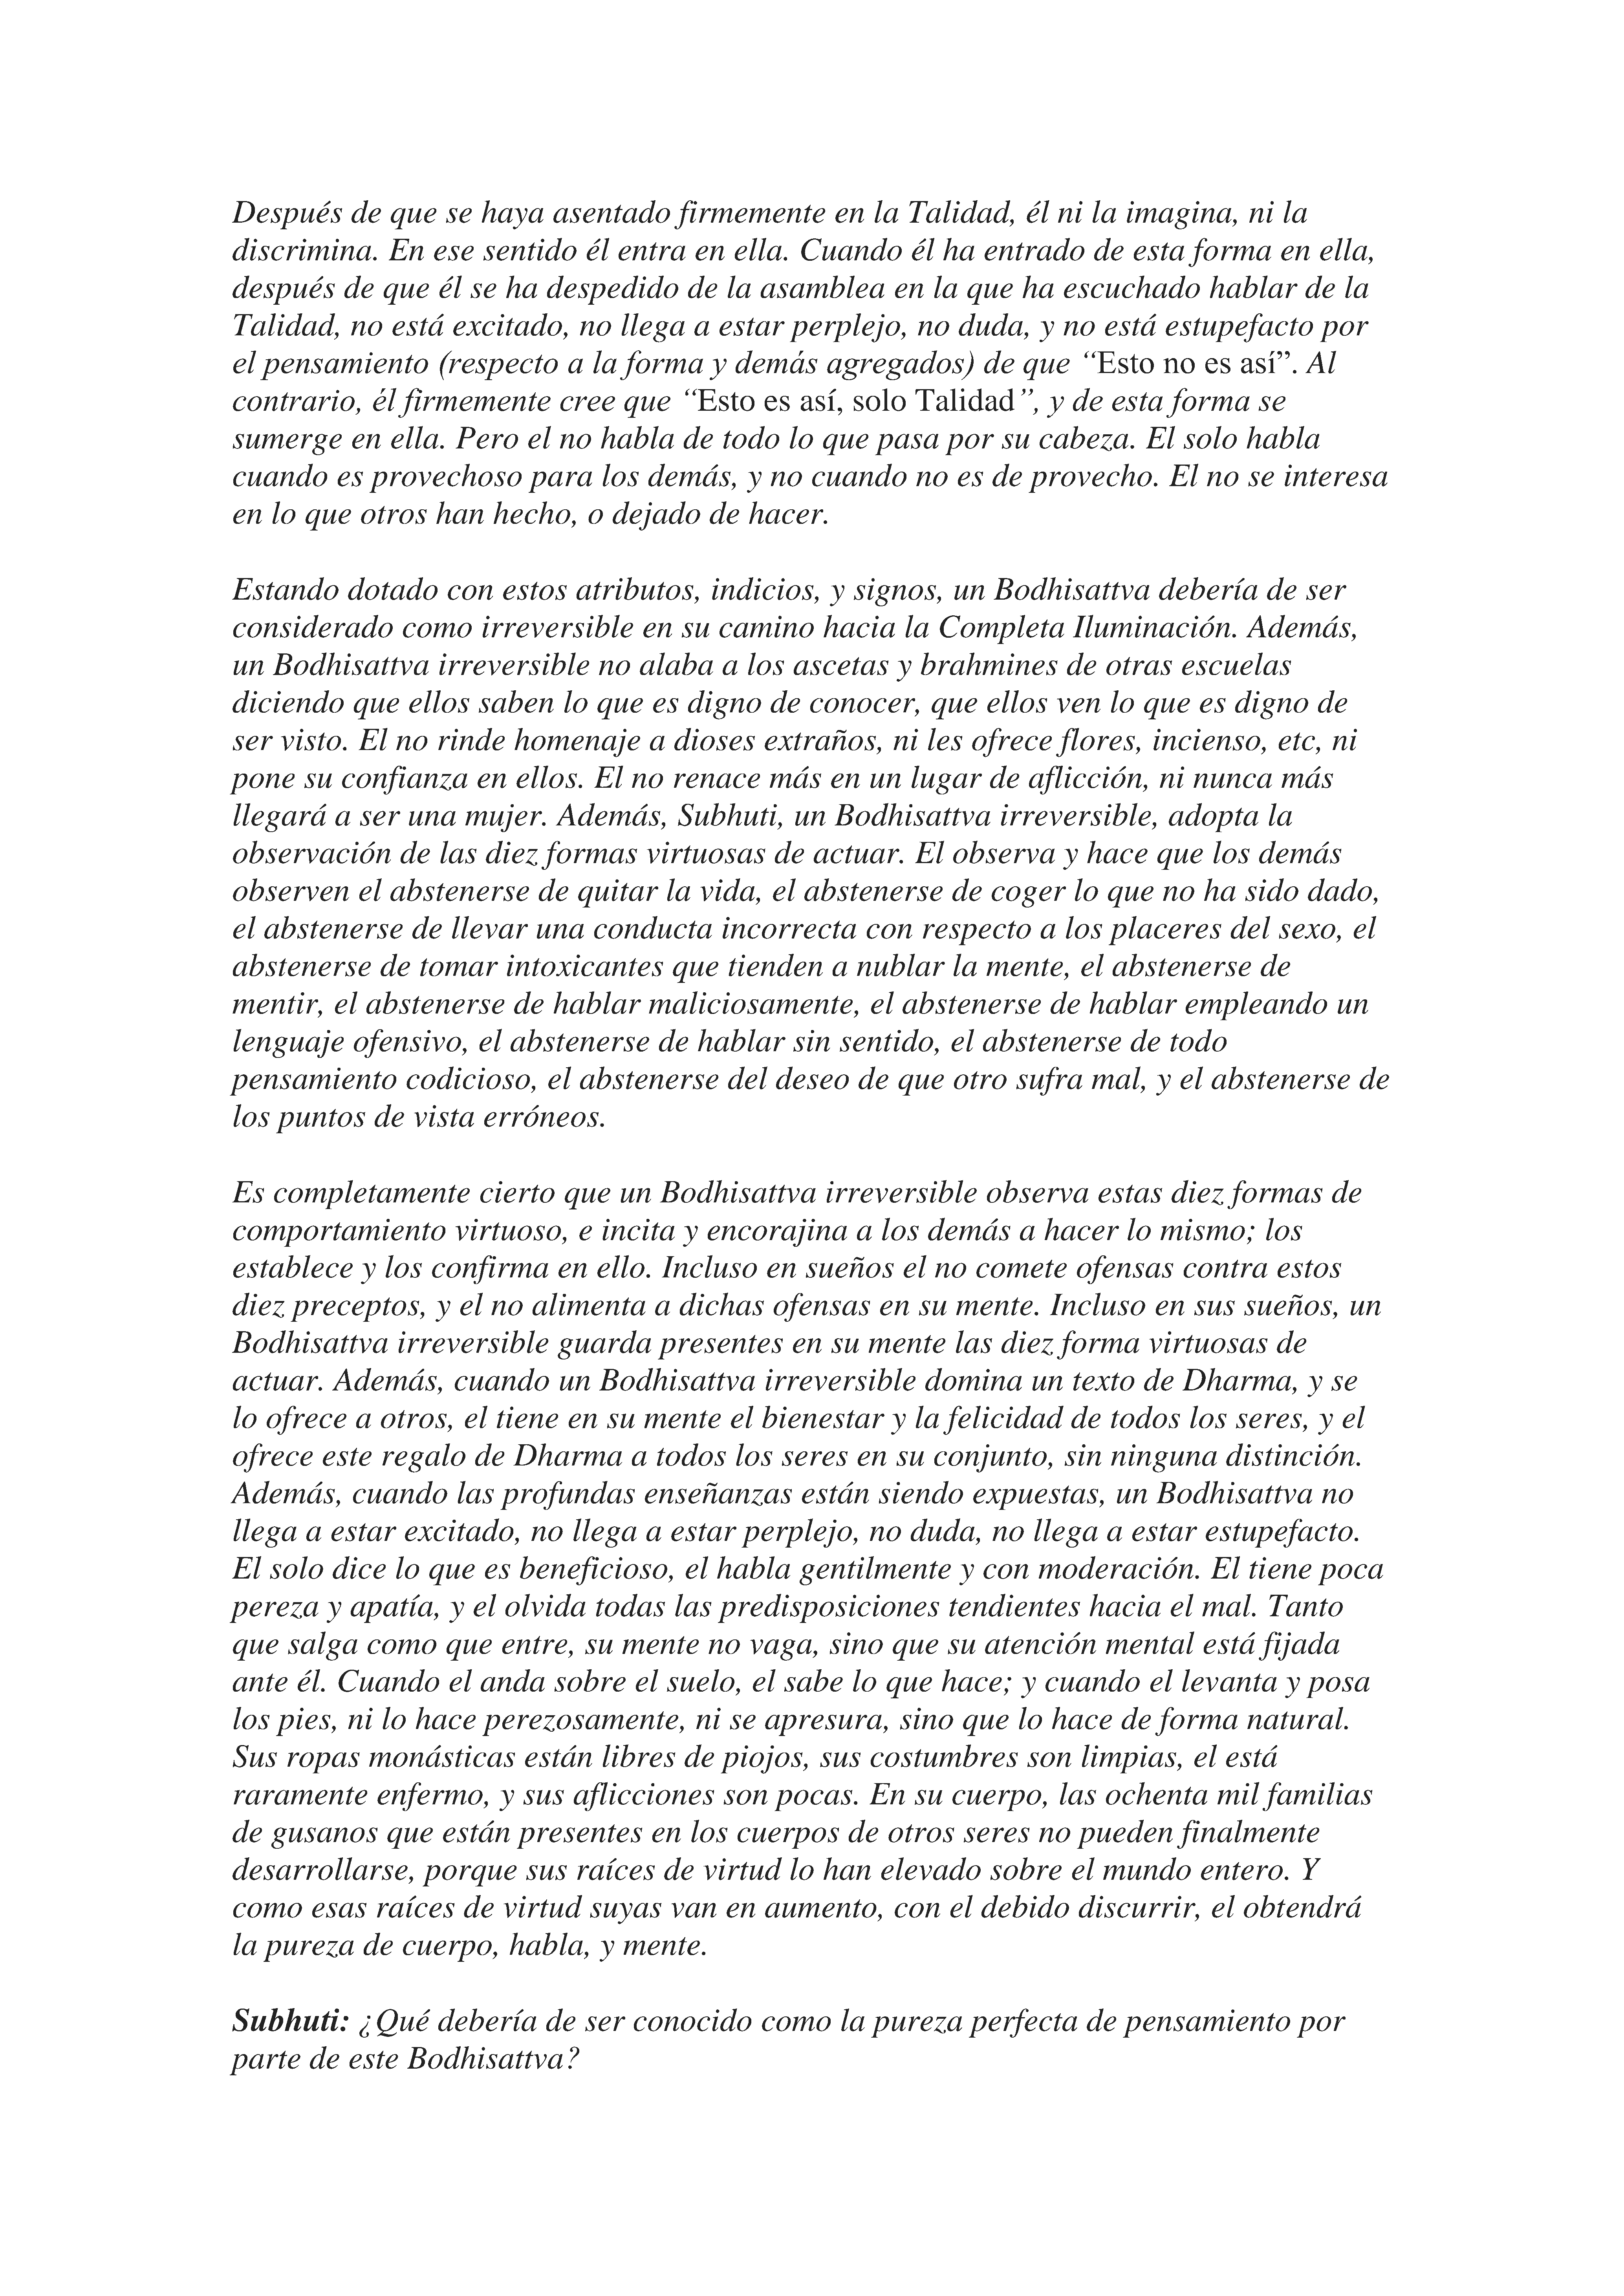 Después de que se haya asentado firmemente en la Talidad, él ni la imagina, ni la
discrimina. En ese sentido él entra en ella. Cuando él ha entrado de esta forma en ella,
después de que él se ha despedido de la asamblea en la que ha escuchado hablar de la
Talidad, no está excitado, no llega a estar perplejo, no duda, y no está estupefacto por
el pensamiento (respecto a la forma y demás agregados) de que “Esto no es así”. Al
contrario, él firmemente cree que “Esto es así, solo Talidad”, y de esta forma se
sumerge en ella. Pero el no habla de todo lo que pasa por su cabeza. El solo habla
cuando es provechoso para los demás, y no cuando no es de provecho. El no se interesa
en lo que otros han hecho, o dejado de hacer.

Estando dotado con estos atributos, indicios, y signos, un Bodhisattva debería de ser
considerado como irreversible en su camino hacia la Completa Iluminación. Además,
un Bodhisattva irreversible no alaba a los ascetas y brahmines de otras escuelas
diciendo que ellos saben lo que es digno de conocer, que ellos ven lo que es digno de
ser visto. El no rinde homenaje a dioses extraños, ni les ofrece flores, incienso, etc, ni
pone su confianza en ellos. El no renace más en un lugar de aflicción, ni nunca más
llegará a ser una mujer. Además, Subhuti, un Bodhisattva irreversible, adopta la
observación de las diez formas virtuosas de actuar. El observa y hace que los demás
observen el abstenerse de quitar la vida, el abstenerse de coger lo que no ha sido dado,
el abstenerse de llevar una conducta incorrecta con respecto a los placeres del sexo, el
abstenerse de tomar intoxicantes que tienden a nublar la mente, el abstenerse de
mentir, el abstenerse de hablar maliciosamente, el abstenerse de hablar empleando un
lenguaje ofensivo, el abstenerse de hablar sin sentido, el abstenerse de todo
pensamiento codicioso, el abstenerse del deseo de que otro sufra mal, y el abstenerse de
los puntos de vista erróneos.

Es completamente cierto que un Bodhisattva irreversible observa estas diez formas de
comportamiento virtuoso, e incita y encorajina a los demás a hacer lo mismo; los
establece y los confirma en ello. Incluso en sueños el no comete ofensas contra estos
diez preceptos, y el no alimenta a dichas ofensas en su mente. Incluso en sus sueños, un
Bodhisattva irreversible guarda presentes en su mente las diez forma virtuosas de
actuar. Además, cuando un Bodhisattva irreversible domina un texto de Dharma, y se
lo ofrece a otros, el tiene en su mente el bienestar y la felicidad de todos los seres, y el
ofrece este regalo de Dharma a todos los seres en su conjunto, sin ninguna distinción.
Además, cuando las profundas enseñanzas están siendo expuestas, un Bodhisattva no
llega a estar excitado, no llega a estar perplejo, no duda, no llega a estar estupefacto.
El solo dice lo que es beneficioso, el habla gentilmente y con moderación. El tiene poca
pereza y apatía, y el olvida todas las predisposiciones tendientes hacia el mal. Tanto
que salga como que entre, su mente no vaga, sino que su atención mental está fijada
ante él. Cuando el anda sobre el suelo, el sabe lo que hace; y cuando el levanta y posa
los pies, ni lo hace perezosamente, ni se apresura, sino que lo hace de forma natural.
Sus ropas monásticas están libres de piojos, sus costumbres son limpias, el está
raramente enfermo, y sus aflicciones son pocas. En su cuerpo, las ochenta mil familias
de gusanos que están presentes en los cuerpos de otros seres no pueden finalmente
desarrollarse, porque sus raíces de virtud lo han elevado sobre el mundo entero. Y
como esas raíces de virtud suyas van en aumento, con el debido discurrir, el obtendrá
la pureza de cuerpo, habla, y mente.

Subhuti: ¿Qué debería de ser conocido como la pureza perfecta de pensamiento por
parte de este Bodhisattva?